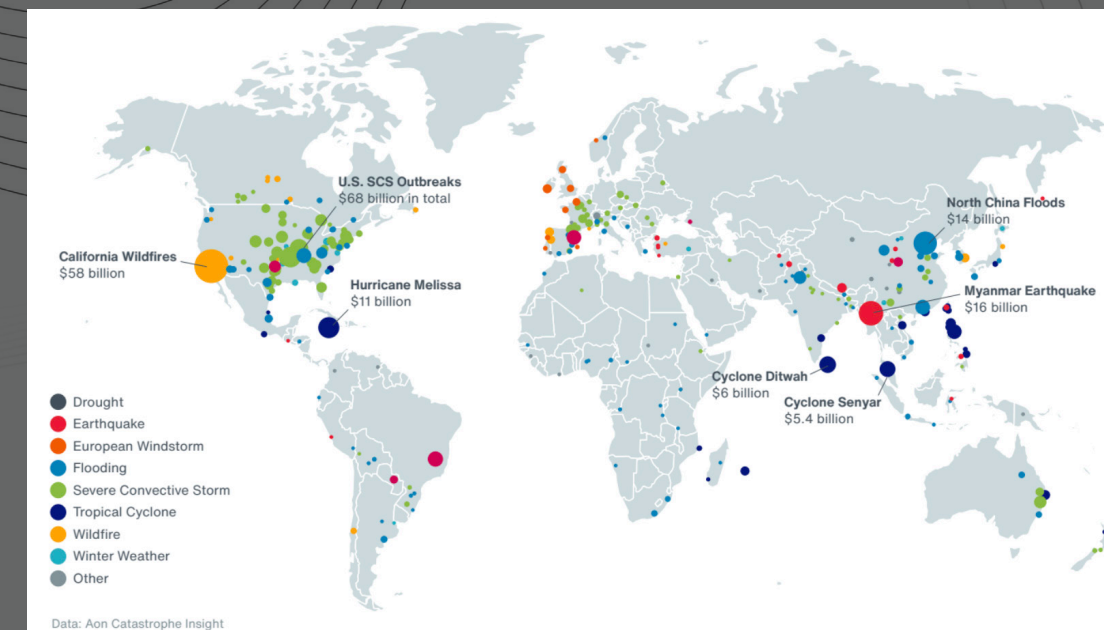 U.S. SCS Outbreaks
$68 billion in total
North China Floods
$14 billion
California Wildfires
$58 billion
Hurricane Melissa
$11 billion
Myanmar Earthquake
$16 billion
Cyclone Ditwah
$6 billion
Cyclone Senyar
$5.4 billion
Drought
Earthquake
European Windstorm
Flooding
Severe Convective Storm
Tropical Cyclone
Wildfire
Winter Weather
Other
Data: Aon Catastrophe Insight